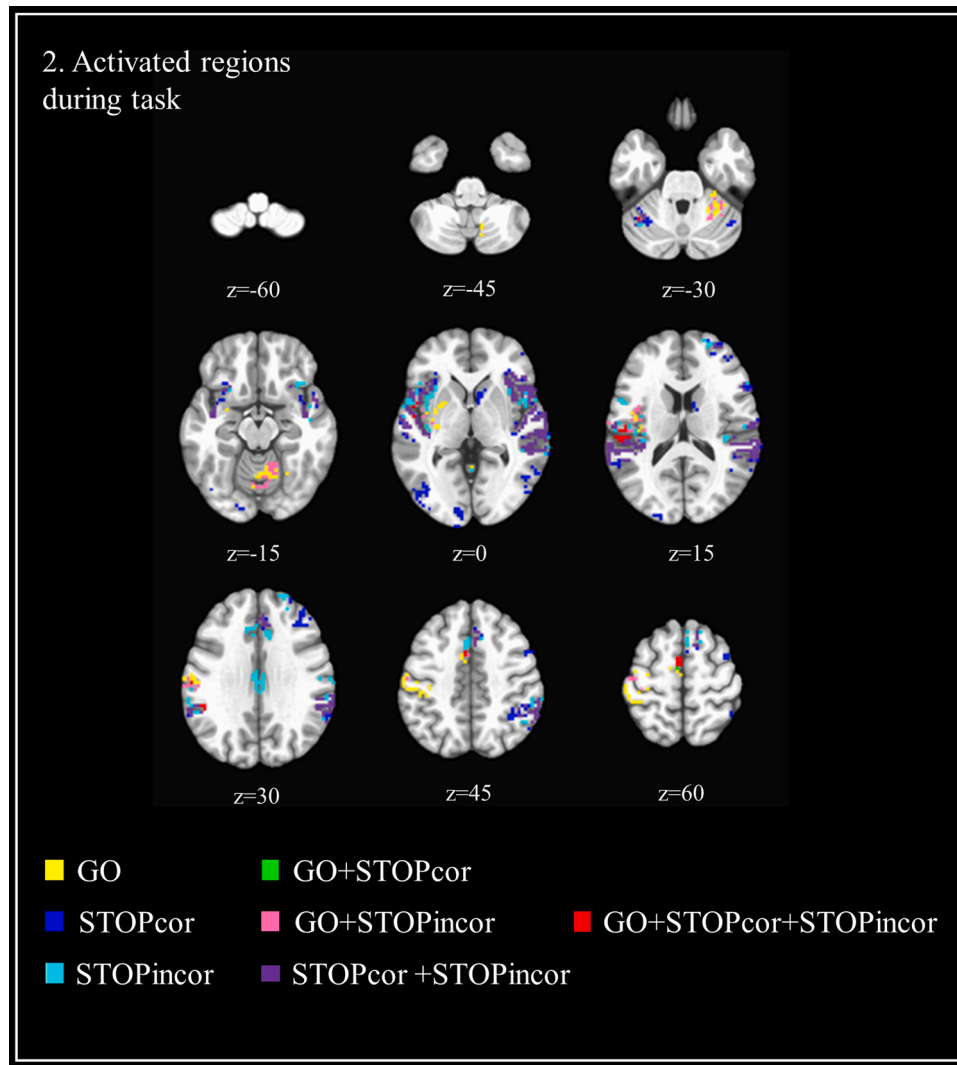 2. Activated regions
during task
z=-60
z=-45
z=-30
z=-15
z=0
z=15
z=30
z=45
z=60
GO
GO+STOPcor
STOPcor
GO+STOPincor
GO+STOPcor+STOPincor
STOPincor
STOPcor +STOPincor